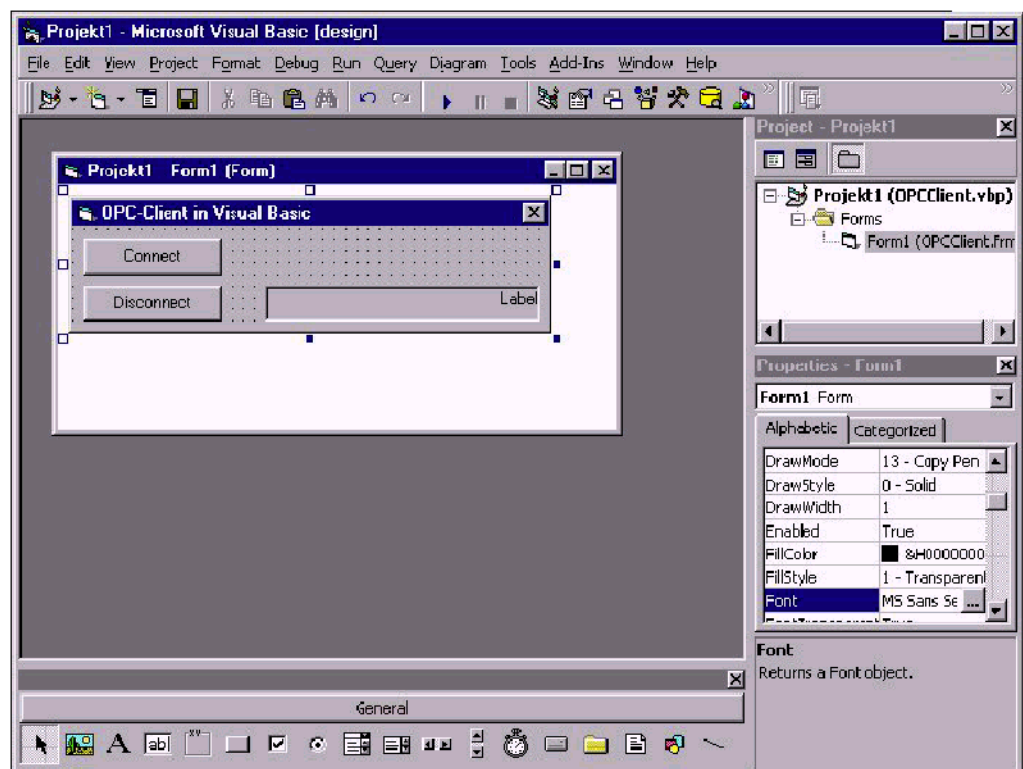 Projekt1 - Microsoft Visual Basic [design]
File Edit View Project Format Debug Run Query Diagram Tools Add-Ins Window Help
Project - Projekt1
Projekt1 Form1 (Form)
Projekt1 (OPCClient.vbp)
OPC-Client in Visual Basic
Forms
Form1 (OPCClient.frm
Connect
Disconnect
Label
Properties - Form1
Form1 Form
Alphabetic Categorized
DrawMode 13 - Copy Pen
DrawStyle 0 - Solid
DrawWidth 1
Enabled True
FillColor &H0000000
FillStyle 1 - Transparent
Font MS Sans Se ...
Font
Returns a Font object.
General
A ab| XY